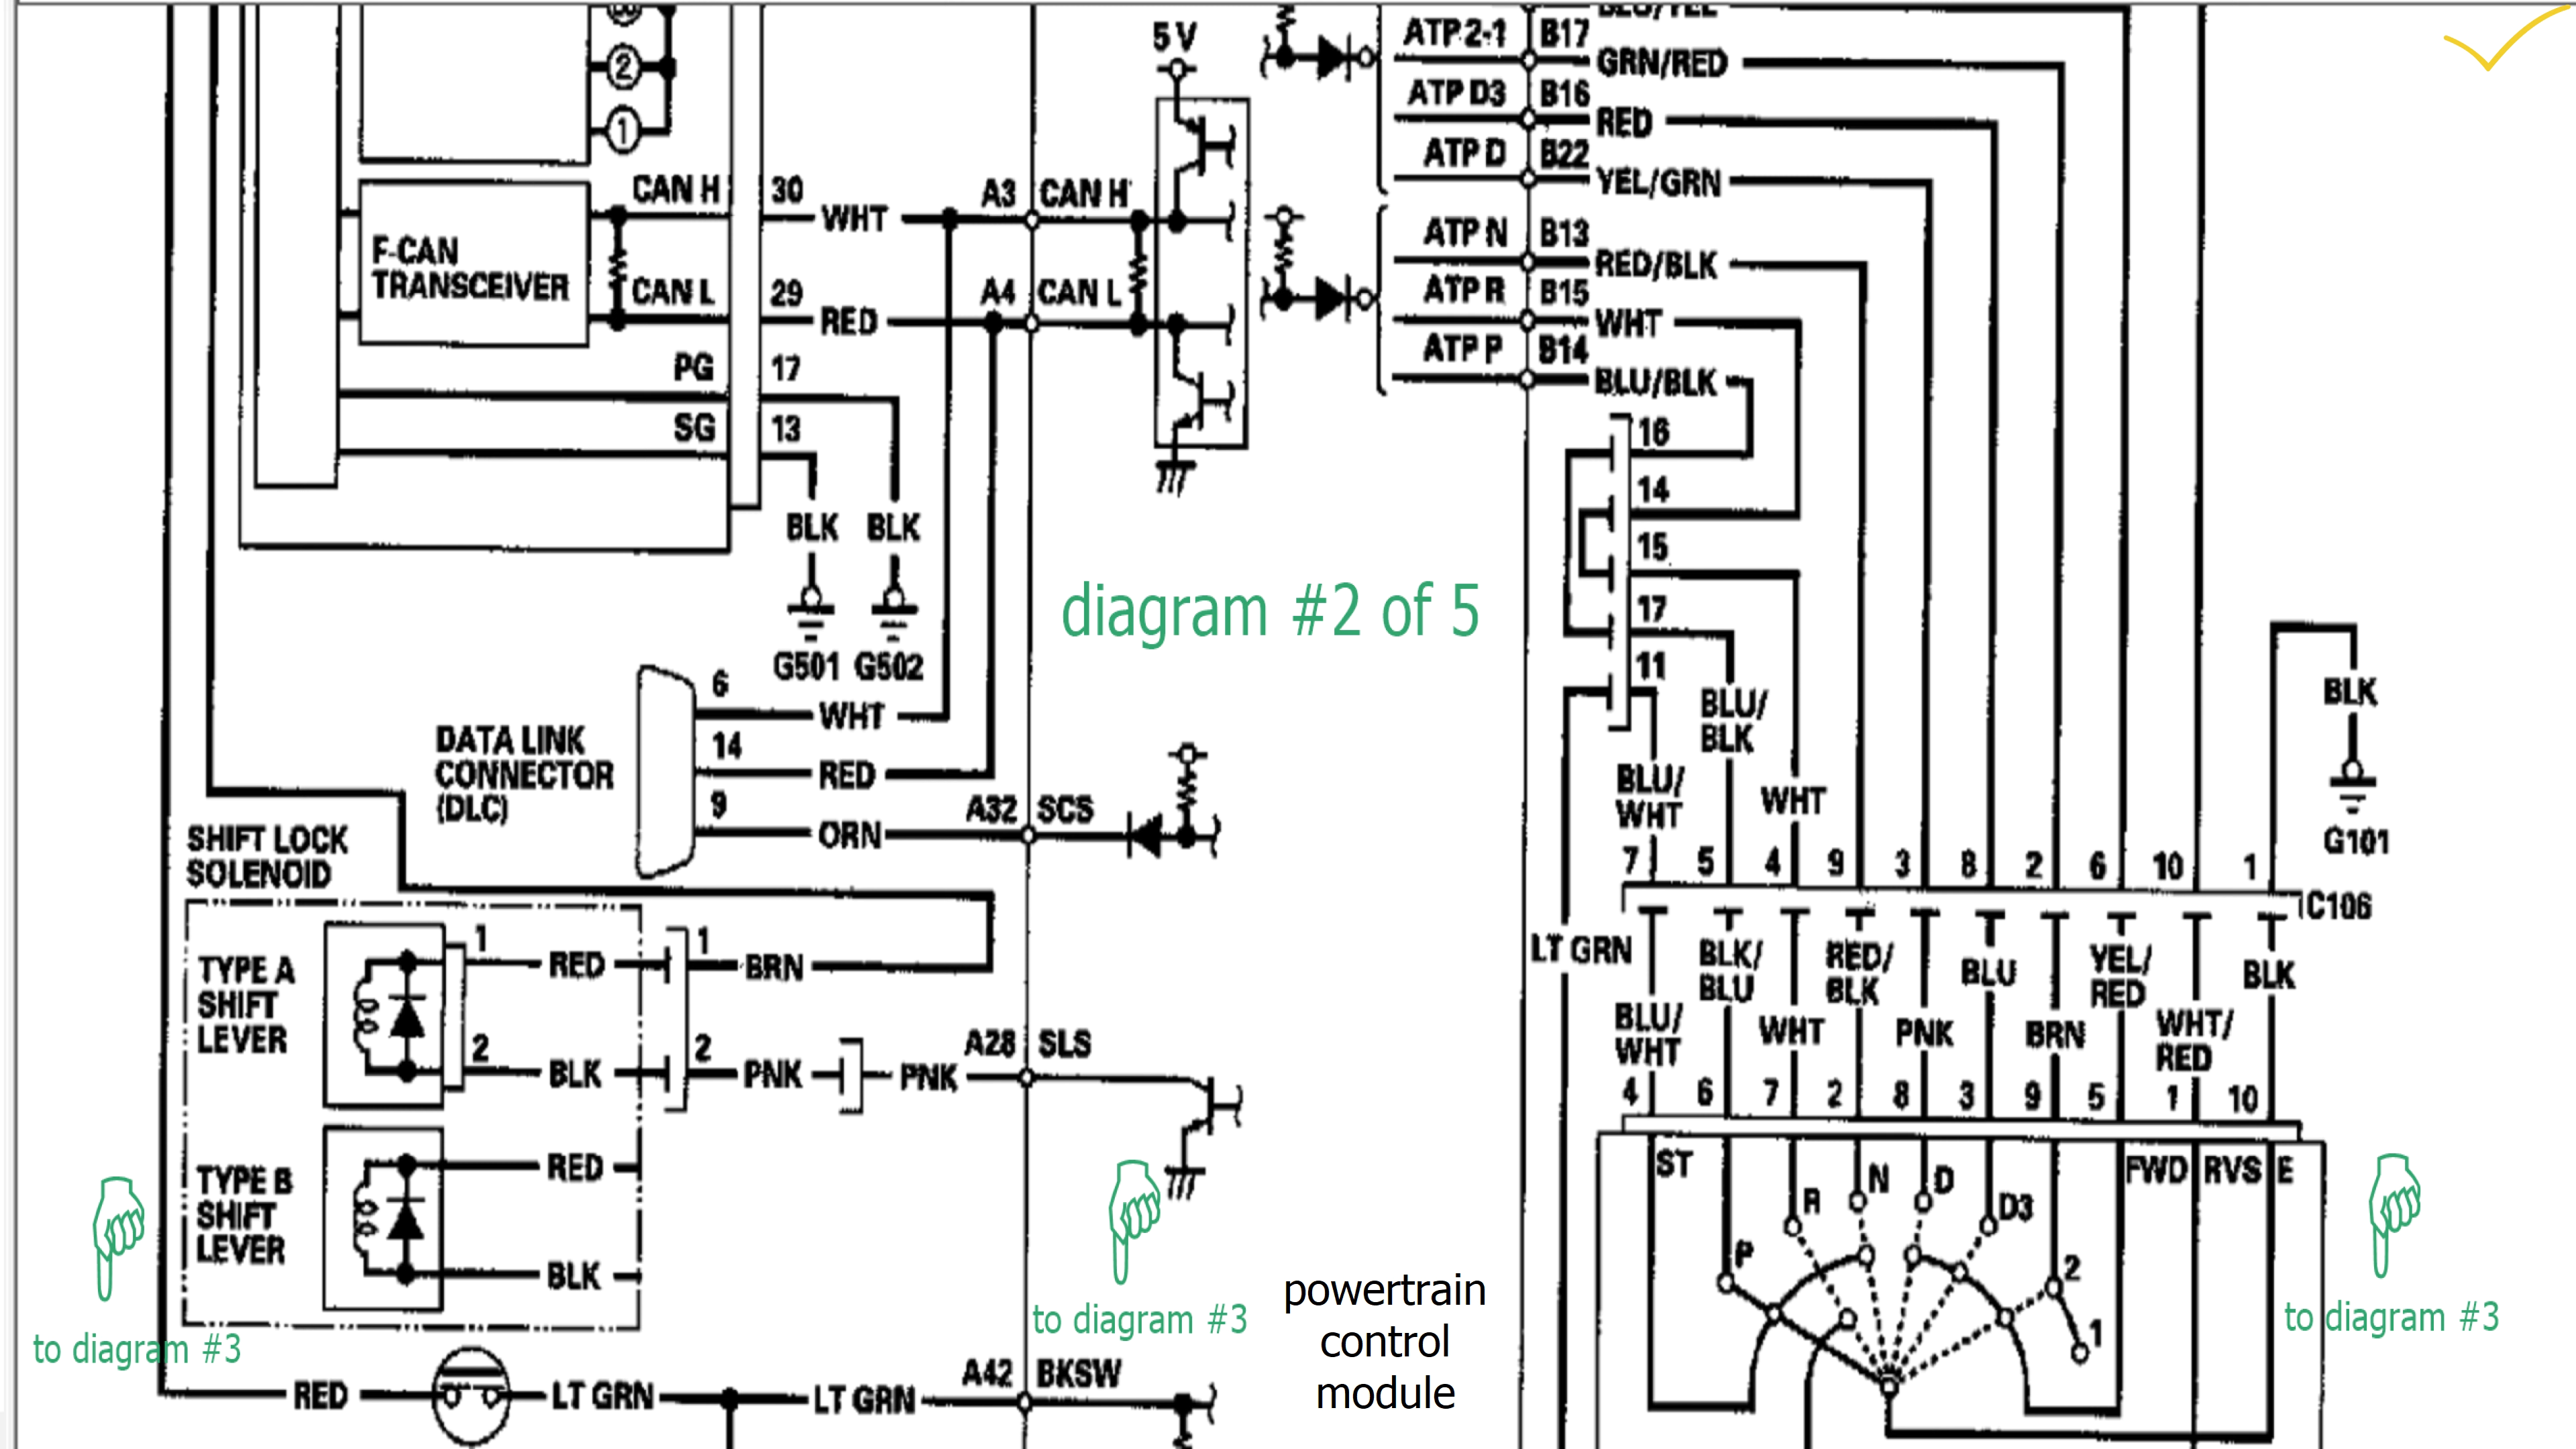 2
1
F-CAN
TRANSCEIVER
CAN H
30
WHT
A3
CAN H
CAN L
29
RED
A4
CAN L
PG
17
SG
13
BLK
BLK
G501
G502
5 V
ATP 2-1
B17
GRN/RED
ATP D3
B16
RED
ATP D
B22
YEL/GRN
ATP N
B13
RED/BLK
ATP R
B15
WHT
ATP P
B14
BLU/BLK
16
14
15
17
11
diagram #2 of 5
DATA LINK
CONNECTOR
(DLC)
6
WHT
14
RED
9
ORN
A32
SCS
BLU/
BLK
BLU/
WHT
WHT
BLK
G101
7
5
4
9
3
8
2
6
10
1
C106
LT GRN
BLK/
BLU
RED/
BLK
BLU
YEL/
RED
BLK
BLU/
WHT
WHT
PNK
BRN
WHT/
RED
4
6
7
2
8
3
9
5
1
10
SHIFT LOCK
SOLENOID
TYPE A
SHIFT
LEVER
1
RED
1
BRN
2
BLK
2
PNK
PNK
A28
SLS
TYPE B
SHIFT
LEVER
RED
BLK
ST
P
R
N
D
D3
2
1
FWD
RVS
E
to diagram #3
to diagram #3
to diagram #3
powertrain
control
module
RED
LT GRN
LT GRN
A42
BKSW